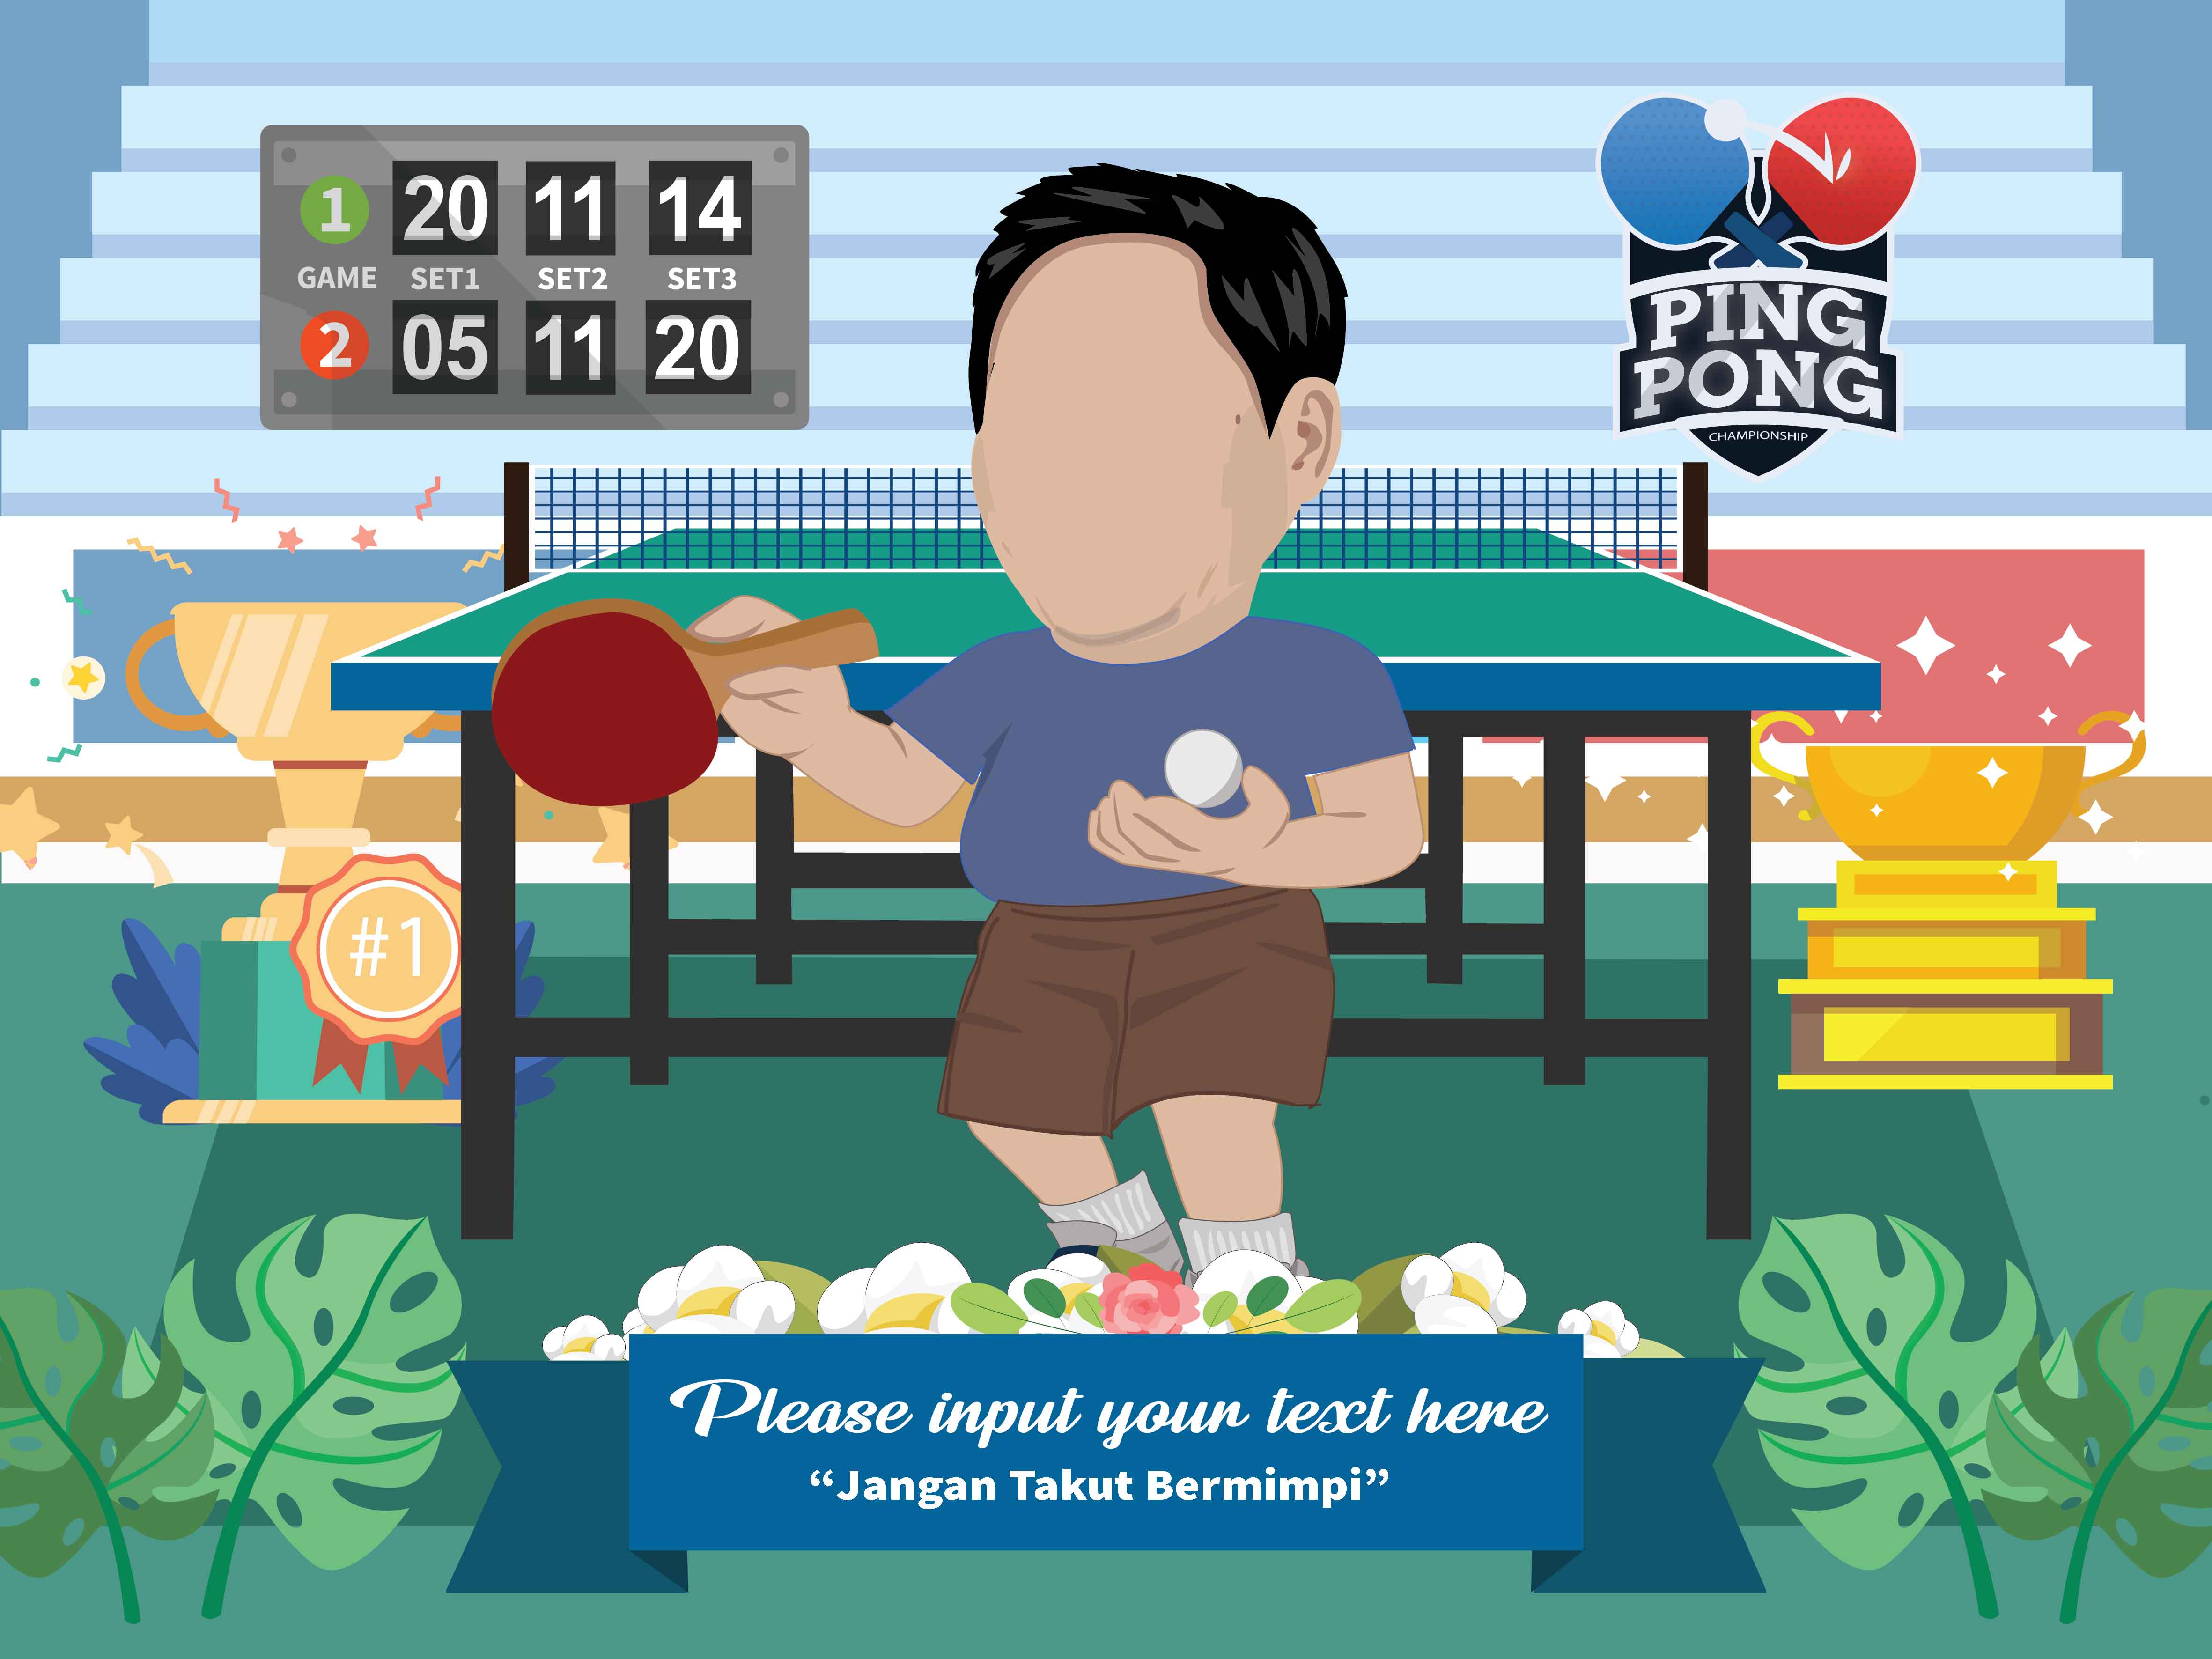 1 20 11 14
GAME SET1 SET2 SET3
2 05 11 20
PING
PONG
CHAMPIONSHIP
#1
Please input your text here
“Jangan Takut Bermimpi”